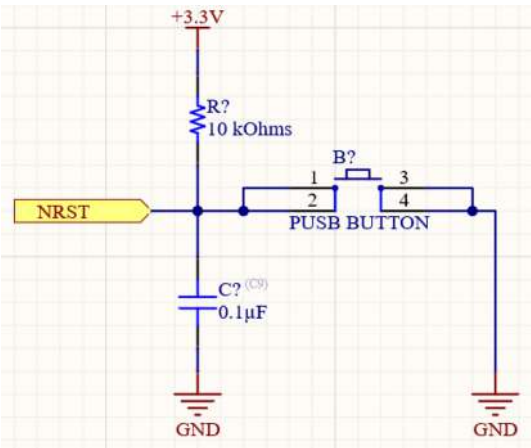 +3.3V
R?
10 kOhms
B?
1 3
2 4
NRST
PUSB BUTTON
C? (C9)
0.1µF
GND GND